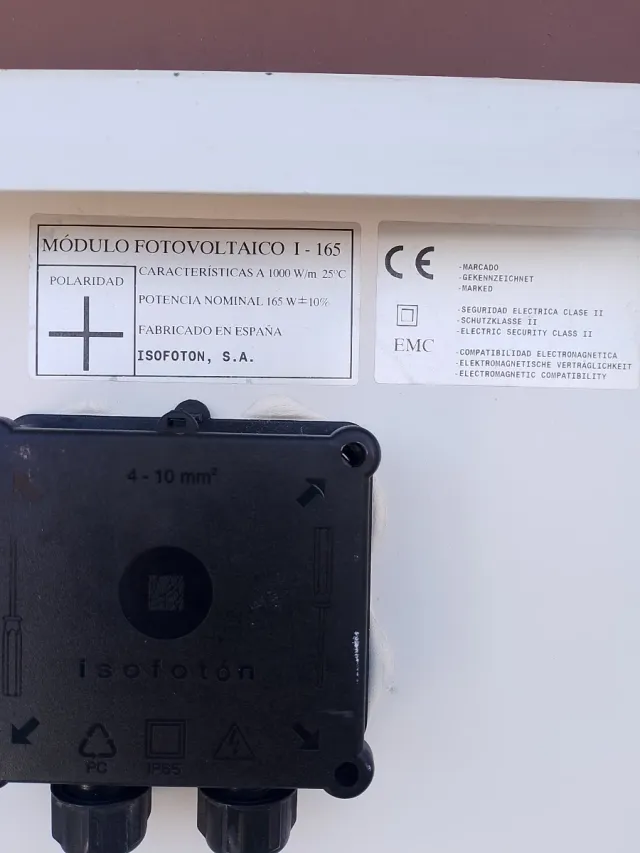 MÓDULO FOTOVOLTAICO I - 165
POLARIDAD
CARACTERÍSTICAS A 1000 W/m 25ºC
POTENCIA NOMINAL 165 W ± 10%
FABRICADO EN ESPAÑA
ISOFOTON, S.A.
CE
·MARCADO
·GEKENNZEICHNET
·MARKED
·SEGURIDAD ELECTRICA CLASE II
·SCHUTZKLASSE II
·ELECTRIC SECURITY CLASS II
EMC
·COMPATIBILIDAD ELECTROMAGNETICA
·ELEKTROMAGNETISCHE VERTRÄGLICHKEIT
·ELECTROMAGNETIC COMPATIBILITY
4 - 10 mm²
isofotón
PC
IP65